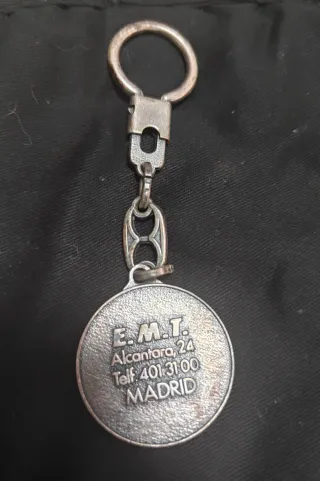 E.M.T.
Alcantara, 24
Telf. 401 31 00
MADRID